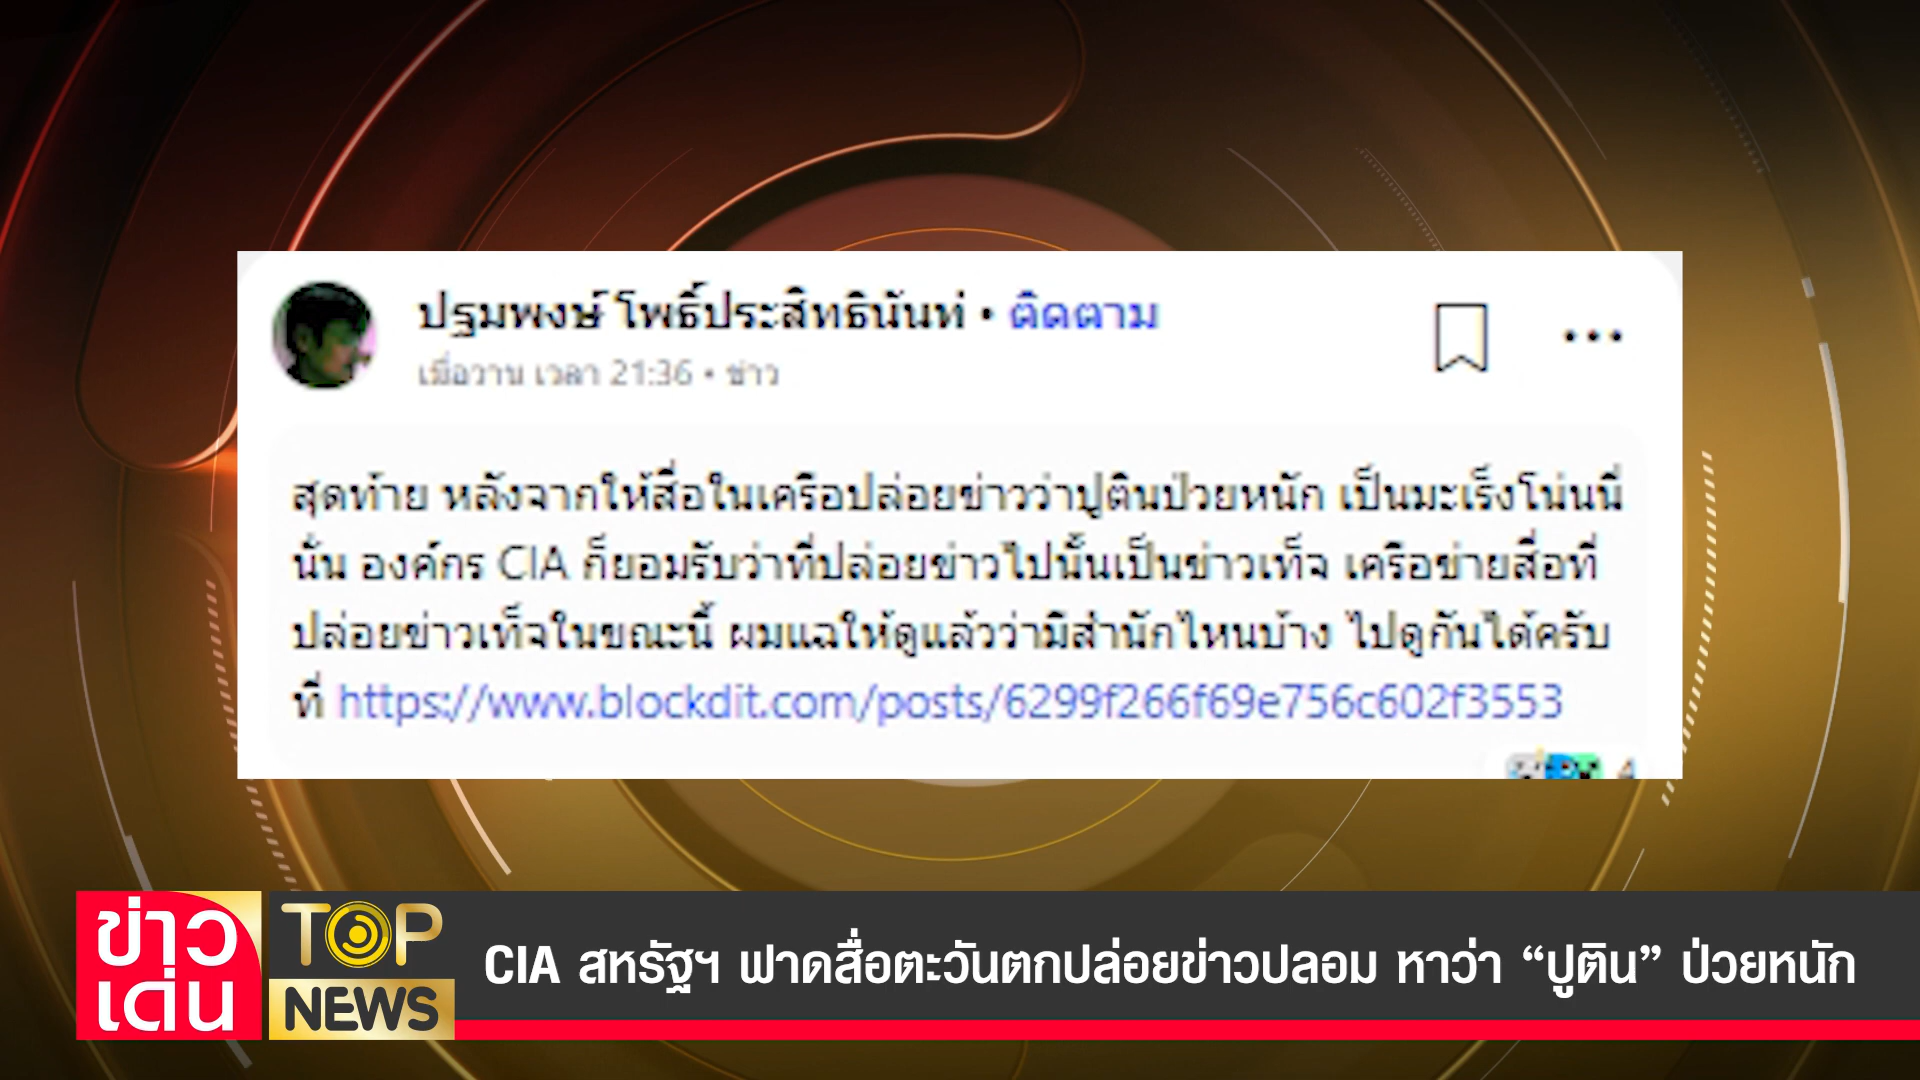 ปฐมพงษ์ โพธิ์ประสิทธินันท์ • ติดตาม
เมื่อวาน เวลา 21:36 • ข่าว
สุดท้าย หลังจากให้สื่อในเครือปล่อยข่าวว่าปูตินป่วยหนัก เป็นมะเร็งโน่นนี่
นั่น องค์กร CIA ก็ยอมรับว่าที่ปล่อยข่าวไปนั้นเป็นข่าวเท็จ เครือข่ายสื่อที่
ปล่อยข่าวเท็จในขณะนี้ ผมแฉให้ดูแล้วว่ามีสำนักไหนบ้าง ไปดูกันได้ครับ
ที่ https://www.blockdit.com/posts/6299f266f69e756c602f3553
4
ข่าว
เด่น
TOP
NEWS
CIA สหรัฐฯ ฟาดสื่อตะวันตกปล่อยข่าวปลอม หาว่า “ปูติน” ป่วยหนัก